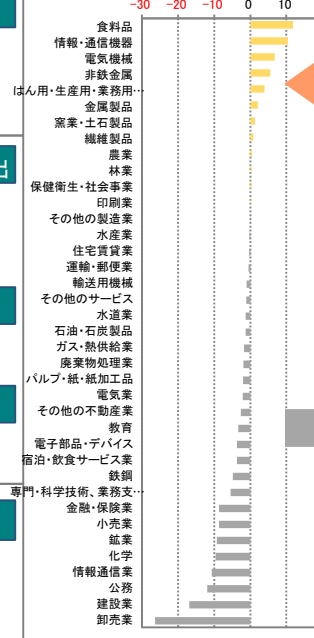 -30 -20 -10 0 10
食料品
情報・通信機器
電気機械
非鉄金属
はん用・生産用・業務用…
金属製品
窯業・土石製品
繊維製品
農業
林業
保健衛生・社会事業
印刷業
その他の製造業
水産業
住宅賃貸業
運輸・郵便業
輸送用機械
その他のサービス
水道業
石油・石炭製品
ガス・熱供給業
廃棄物処理業
パルプ・紙・紙加工品
電気業
その他の不動産業
教育
電子部品・デバイス
宿泊・飲食サービス業
鉄鋼
専門・科学技術、業務支…
金融・保険業
小売業
鉱業
化学
情報通信業
公務
建設業
卸売業
出